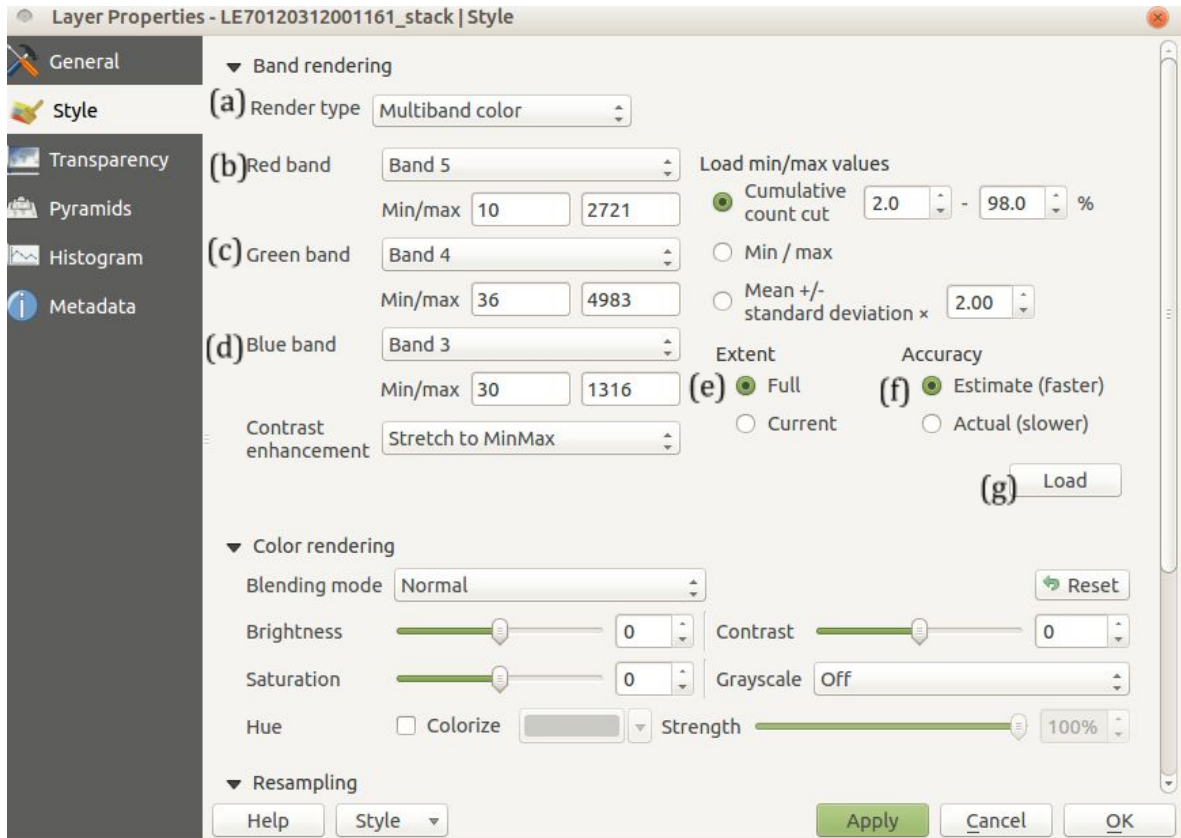 Layer Properties - LE70120312001161_stack | Style
General
Style
Transparency
Pyramids
Histogram
Metadata
Band rendering
(a) Render type Multiband color
(b) Red band Band 5
Min/max 10 2721
(c) Green band Band 4
Min/max 36 4983
(d) Blue band Band 3
Min/max 30 1316
Contrast
enhancement Stretch to MinMax
Load min/max values
Cumulative
count cut 2.0 - 98.0 %
Min / max
Mean +/-
standard deviation × 2.00
Extent
(e) Full
Current
Accuracy
(f) Estimate (faster)
Actual (slower)
(g) Load
Color rendering
Blending mode Normal Reset
Brightness 0 Contrast 0
Saturation 0 Grayscale Off
Hue Colorize Strength 100%
Resampling
Help Style Apply Cancel OK